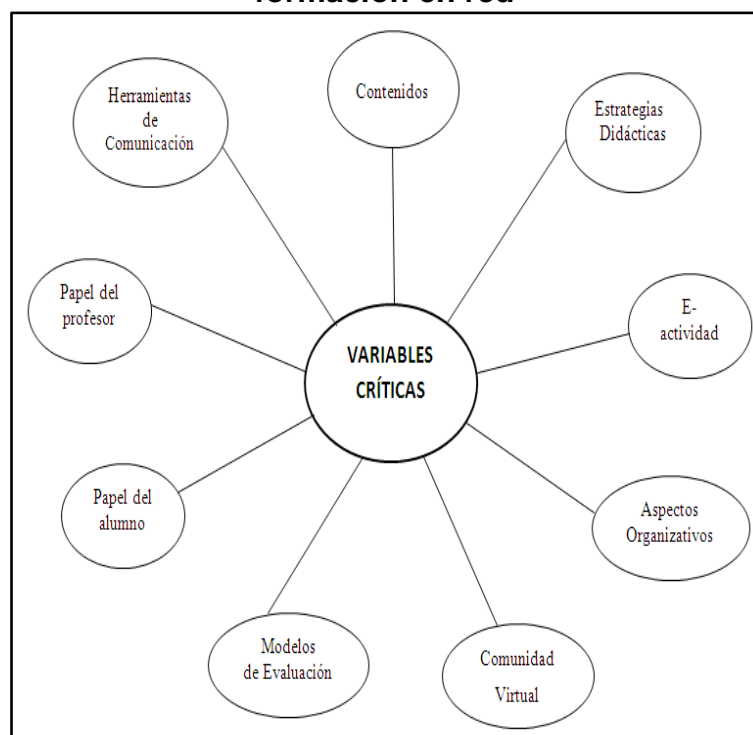 formación en red
Contenidos
Herramientas
de
Comunicación
Estrategias
Didácticas
Papel del
profesor
E-
actividad
VARIABLES
CRÍTICAS
Papel del
alumno
Aspectos
Organizativos
Modelos
de Evaluación
Comunidad
Virtual